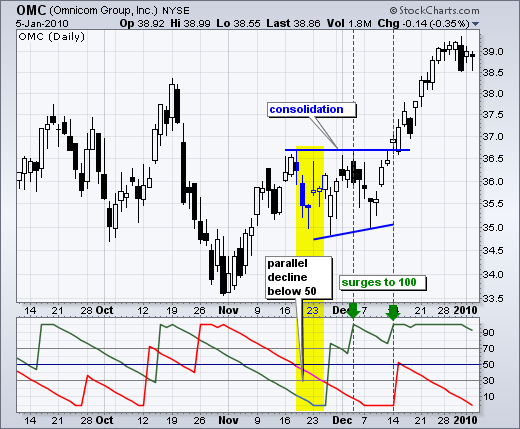 OMC (Omnicom Group, Inc.) NYSE
© StockCharts.com
5-Jan-2010 Op 38.92 Hi 38.99 Lo 38.55 Last 38.86 Vol 1.8M Chg -0.14 (-0.35%)
OMC (Daily)
39.0
38.5
38.0
37.5
37.0
36.5
36.0
35.5
35.0
34.5
34.0
33.5
consolidation
parallel
decline
below 50
surges to 100
14 21 Oct 12 19 26 Nov 9 16 23 Dec 7 14 21 28 2010
90
70
50
30
10
14 21 Oct 12 19 26 Nov 9 16 23 Dec 7 14 21 28 2010